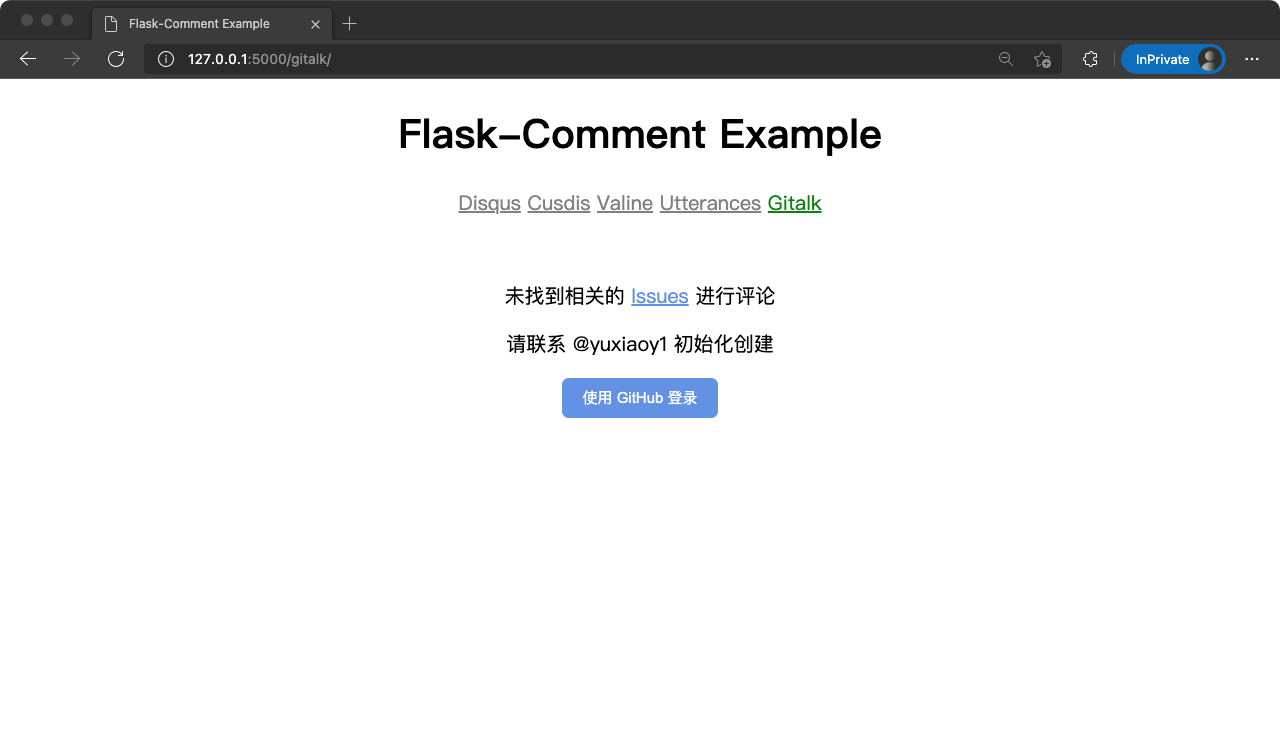 Flask-Comment Example
127.0.0.1:5000/gitalk/
InPrivate
Flask-Comment Example
Disqus Cusdis Valine Utterances Gitalk
未找到相关的 Issues 进行评论
请联系 @yuxiaoy1 初始化创建
使用 GitHub 登录